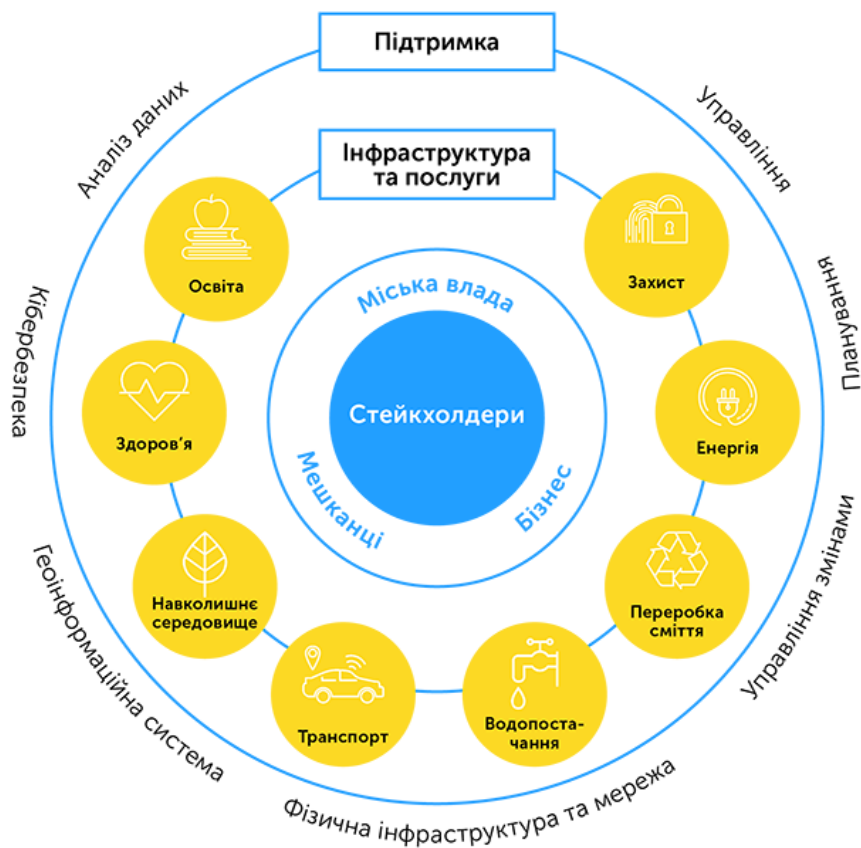 Підтримка
Інфраструктура
та послуги
Аналіз даних
Управління
Кібербезпека
Планування
Геоінформаційна система
Управління змінами
Фізична інфраструктура та мережа
Освіта
Захист
Здоров’я
Енергія
Навколишнє
середовище
Переробка
сміття
Транспорт
Водопоста-
чання
Міська влада
Стейкхолдери
Мешканці
Бізнес